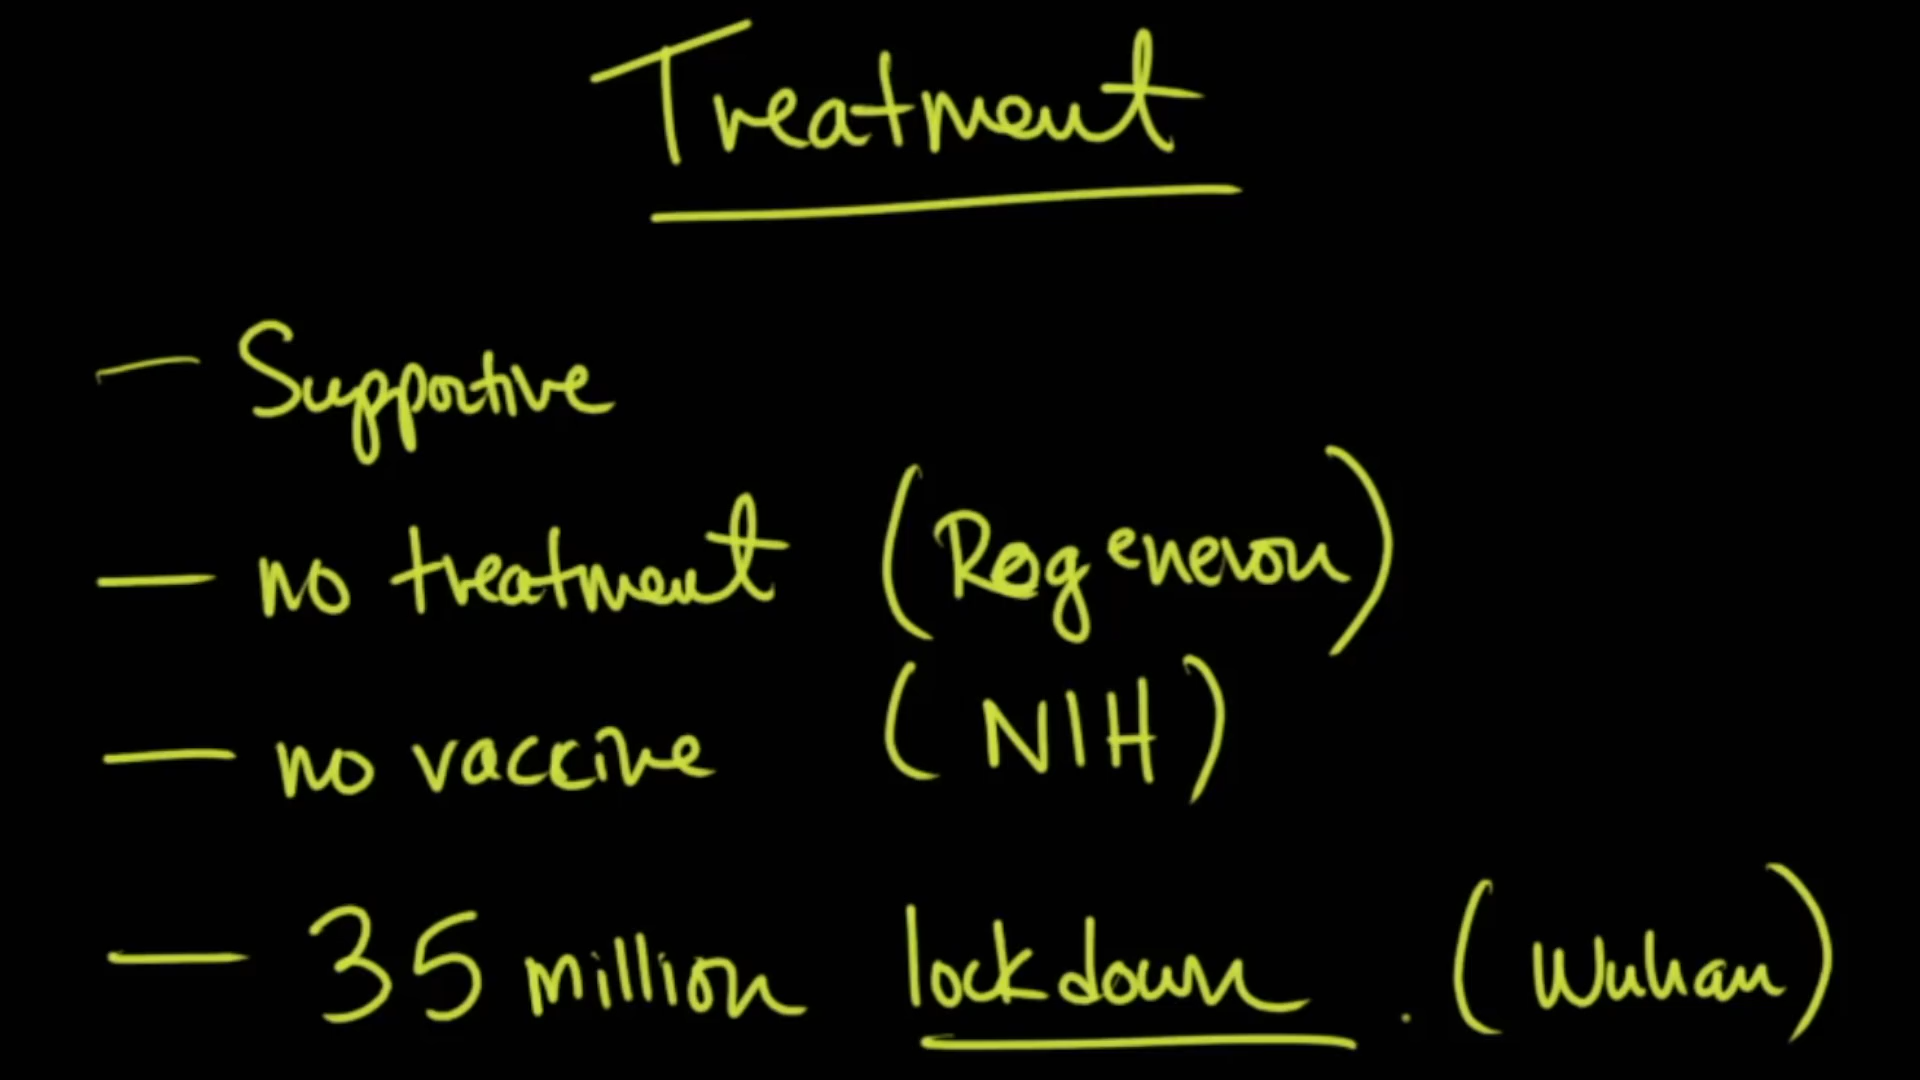 Treatment
— Supportive
— no treatment (Regeneron)
— no vaccine (NIH)
— 35 million lockdown. (Wuhan)